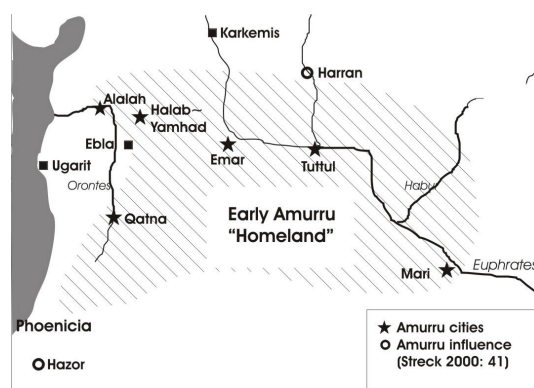 Karkemis
Harran
Alalah
Halab~
Yamhad
Ebla
Emar
Tuttul
Ugarit
Orontes
Habur
Qatna
Early Amurru
“Homeland”
Mari
Euphrates
Phoenicia
Hazor
Amurru cities
Amurru influence
(Streck 2000: 41)